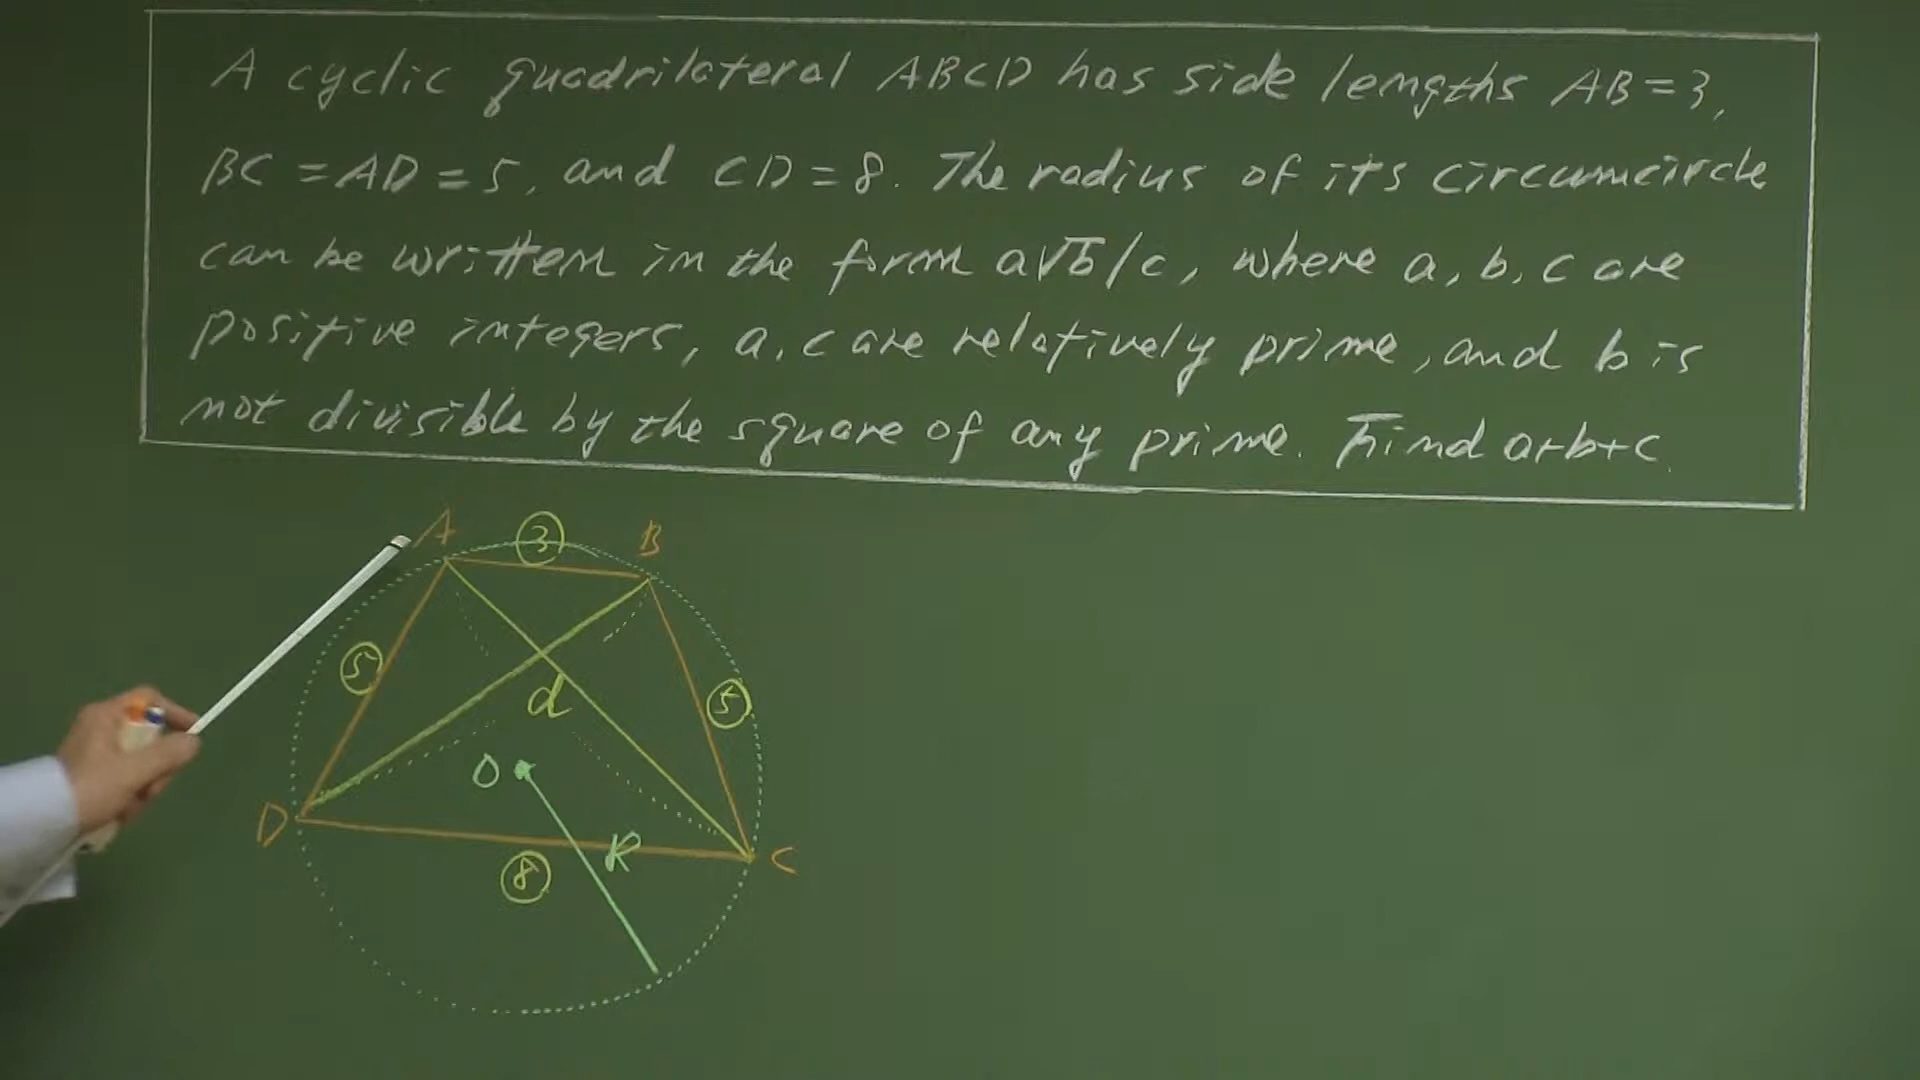 A cyclic quadrilateral ABCD has side lengths AB=3,
BC=AD=5, and CD=8. The radius of its circumcircle
can be written in the form a√b/c, where a, b, c are
positive integers, a, c are relatively prime, and b is
not divisible by the square of any prime. Find a+b+c.
A 3 B
5 5
d
O
D R C
8